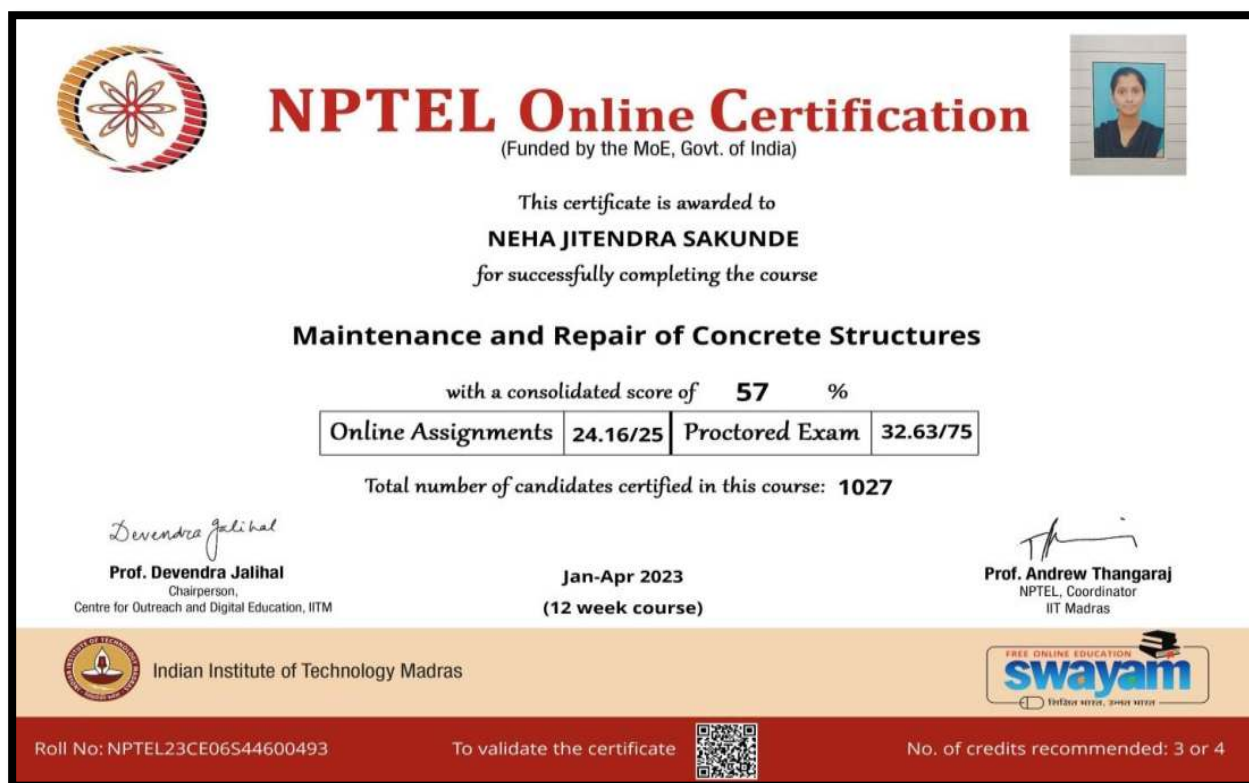 NPTEL Online Certification
(Funded by the MoE, Govt. of India)
This certificate is awarded to
NEHA JITENDRA SAKUNDE
for successfully completing the course
Maintenance and Repair of Concrete Structures
with a consolidated score of 57 %
Online Assignments 24.16/25 Proctored Exam 32.63/75
Total number of candidates certified in this course: 1027
Devendra Jalihal
Prof. Devendra Jalihal
Chairperson,
Centre for Outreach and Digital Education, IITM
Jan-Apr 2023
(12 week course)
Prof. Andrew Thangaraj
NPTEL, Coordinator
IIT Madras
Indian Institute of Technology Madras
FREE ONLINE EDUCATION
swayam
शिक्षित भारत, उन्नत भारत
Roll No: NPTEL23CE06S44600493
To validate the certificate
No. of credits recommended: 3 or 4